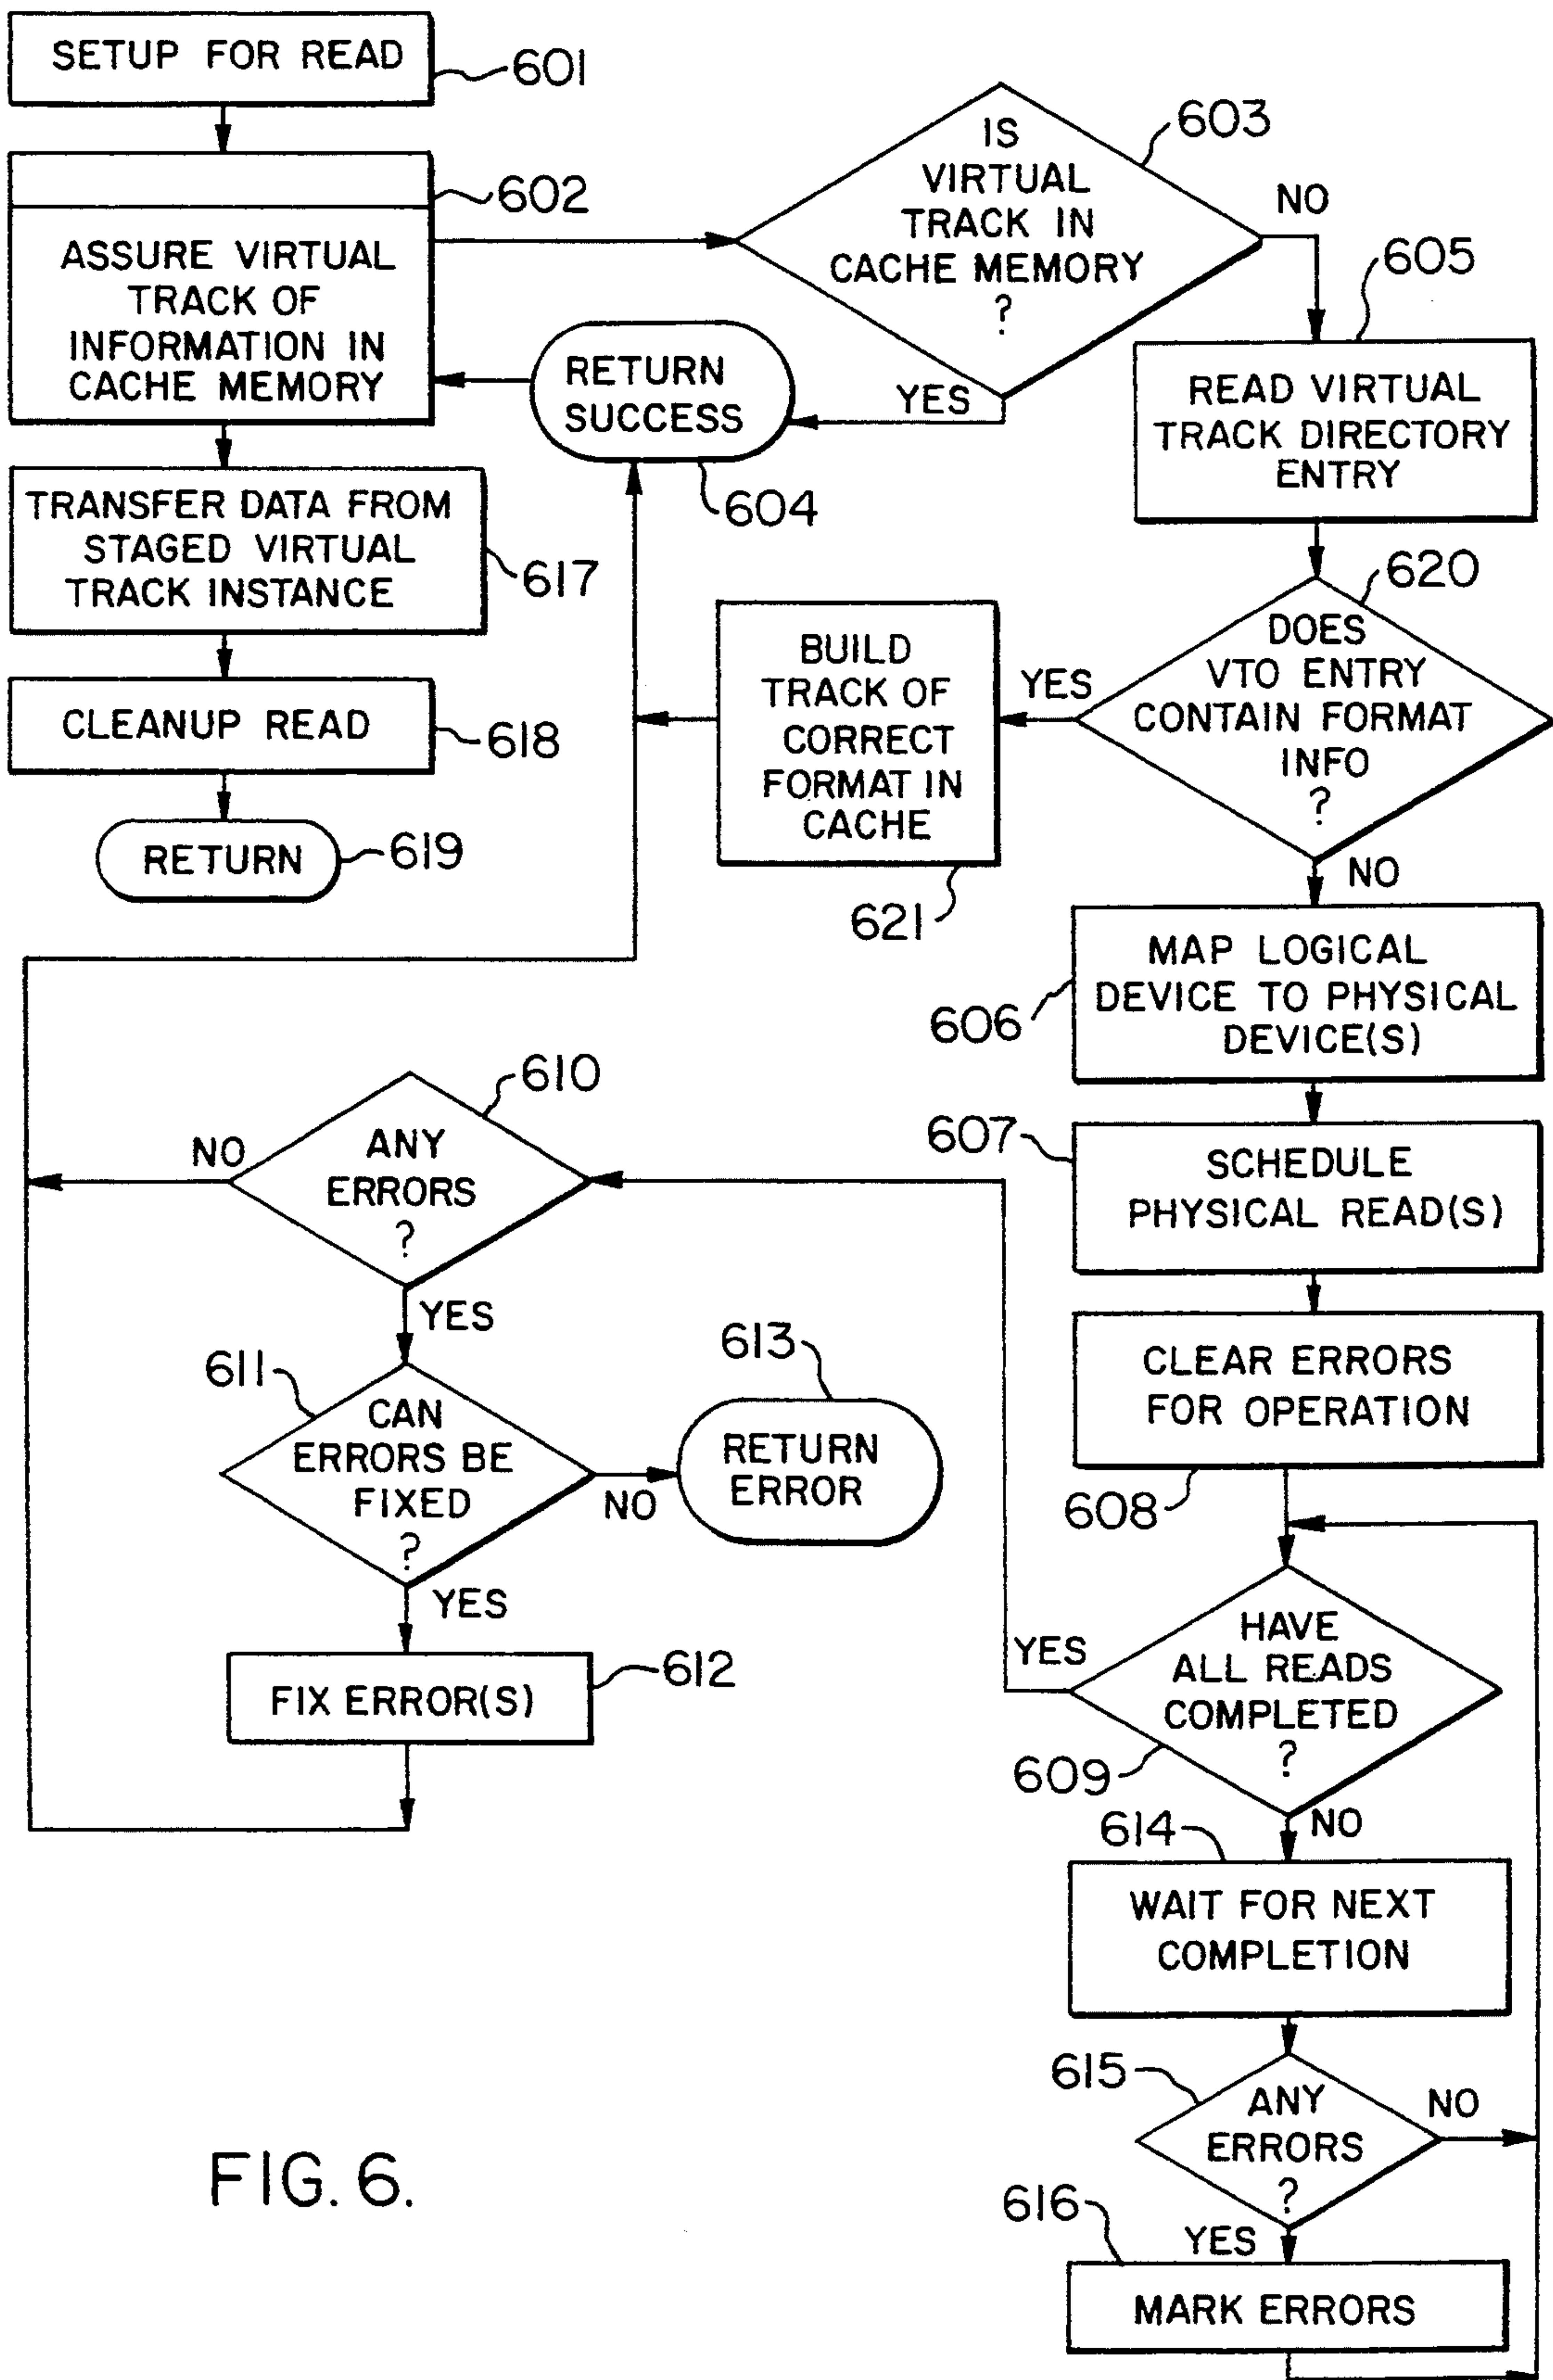 SETUP FOR READ
601
602
ASSURE VIRTUAL
TRACK OF
INFORMATION IN
CACHE MEMORY
IS
VIRTUAL
TRACK IN
CACHE MEMORY
?
603
NO
YES
RETURN
SUCCESS
604
605
READ VIRTUAL
TRACK DIRECTORY
ENTRY
TRANSFER DATA FROM
STAGED VIRTUAL
TRACK INSTANCE
617
CLEANUP READ
618
RETURN
619
620
DOES
VTO ENTRY
CONTAIN FORMAT
INFO
?
YES
NO
BUILD
TRACK OF
CORRECT
FORMAT IN
CACHE
621
MAP LOGICAL
DEVICE TO PHYSICAL
DEVICE(S)
606
607
SCHEDULE
PHYSICAL READ(S)
CLEAR ERRORS
FOR OPERATION
608
610
ANY
ERRORS
?
NO
YES
611
CAN
ERRORS BE
FIXED
?
NO
YES
613
RETURN
ERROR
FIX ERROR(S)
612
HAVE
ALL READS
COMPLETED
?
YES
609
NO
614
WAIT FOR NEXT
COMPLETION
615
ANY
ERRORS
?
NO
YES
616
MARK ERRORS
FIG. 6.